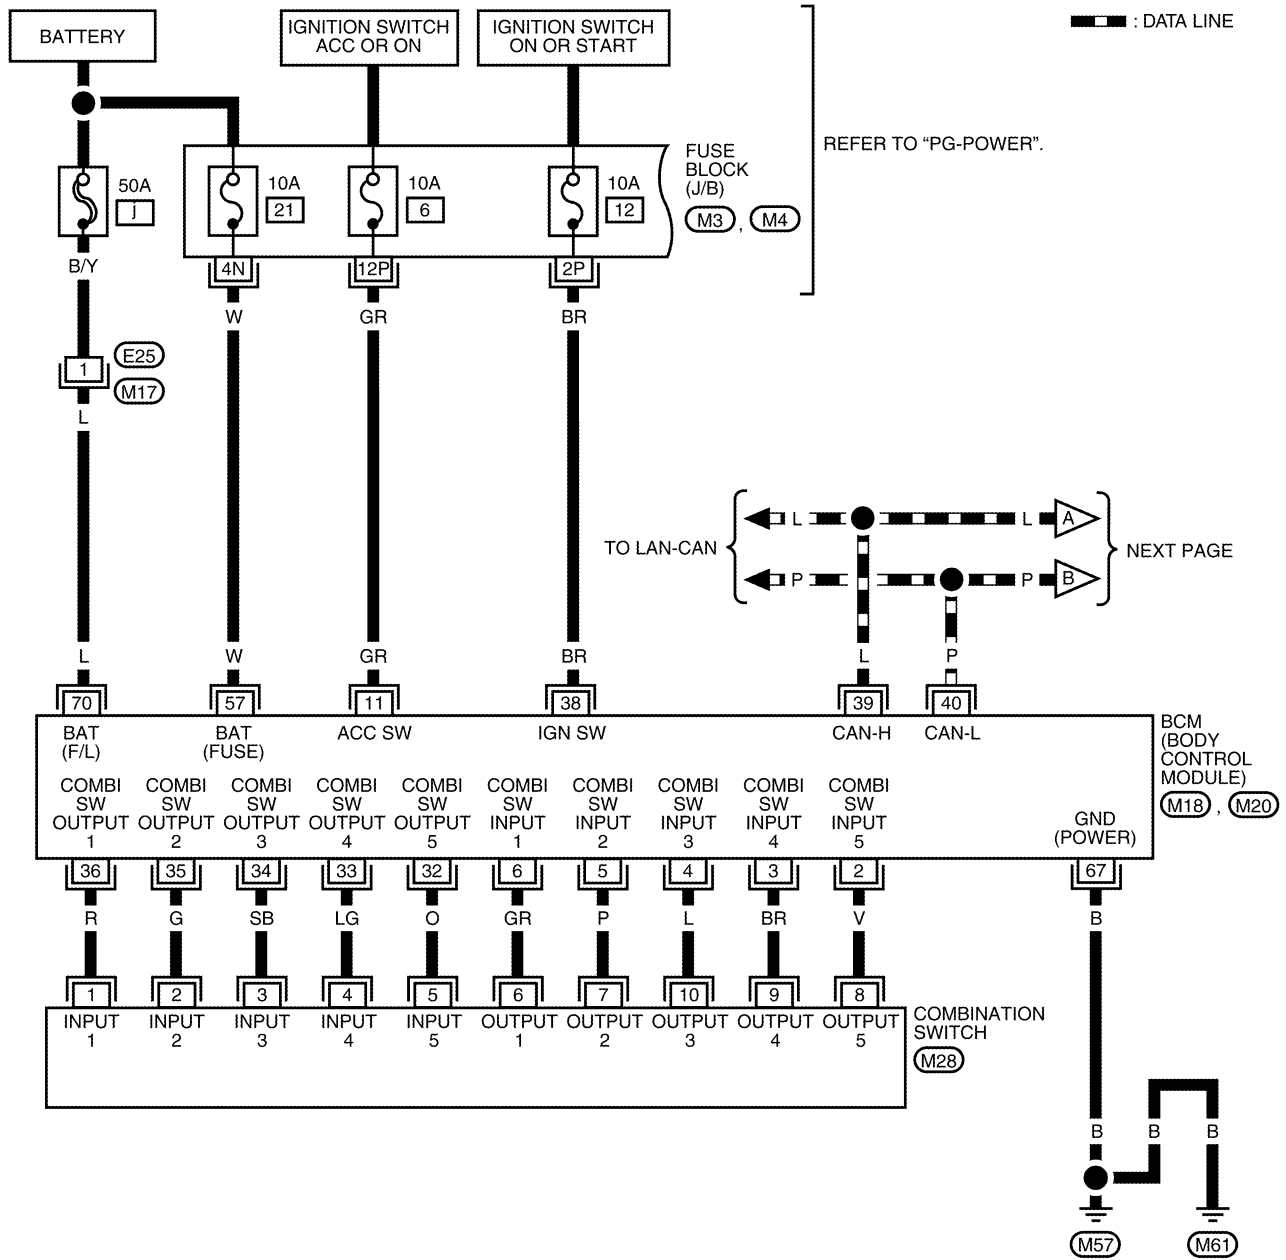 BATTERY
IGNITION SWITCH
ACC OR ON
IGNITION SWITCH
ON OR START
: DATA LINE
REFER TO “PG-POWER”.
50A
j
10A
21
10A
6
10A
12
FUSE
BLOCK
(J/B)
M3 , M4
B/Y
4N
12P
2P
W
GR
BR
1
E25
M17
L
TO LAN-CAN
L
L
A
P
P
B
NEXT PAGE
L
W
GR
BR
L
P
70
57
11
38
39
40
BAT
(F/L)
BAT
(FUSE)
ACC SW
IGN SW
CAN-H
CAN-L
BCM
(BODY
CONTROL
MODULE)
M18 , M20
COMBI
SW
OUTPUT
1
COMBI
SW
OUTPUT
2
COMBI
SW
OUTPUT
3
COMBI
SW
OUTPUT
4
COMBI
SW
OUTPUT
5
COMBI
SW
INPUT
1
COMBI
SW
INPUT
2
COMBI
SW
INPUT
3
COMBI
SW
INPUT
4
COMBI
SW
INPUT
5
GND
(POWER)
36
35
34
33
32
6
5
4
3
2
67
R
G
SB
LG
O
GR
P
L
BR
V
B
1
2
3
4
5
6
7
10
9
8
INPUT
1
INPUT
2
INPUT
3
INPUT
4
INPUT
5
OUTPUT
1
OUTPUT
2
OUTPUT
3
OUTPUT
4
OUTPUT
5
COMBINATION
SWITCH
M28
B
B
B
M57
M61